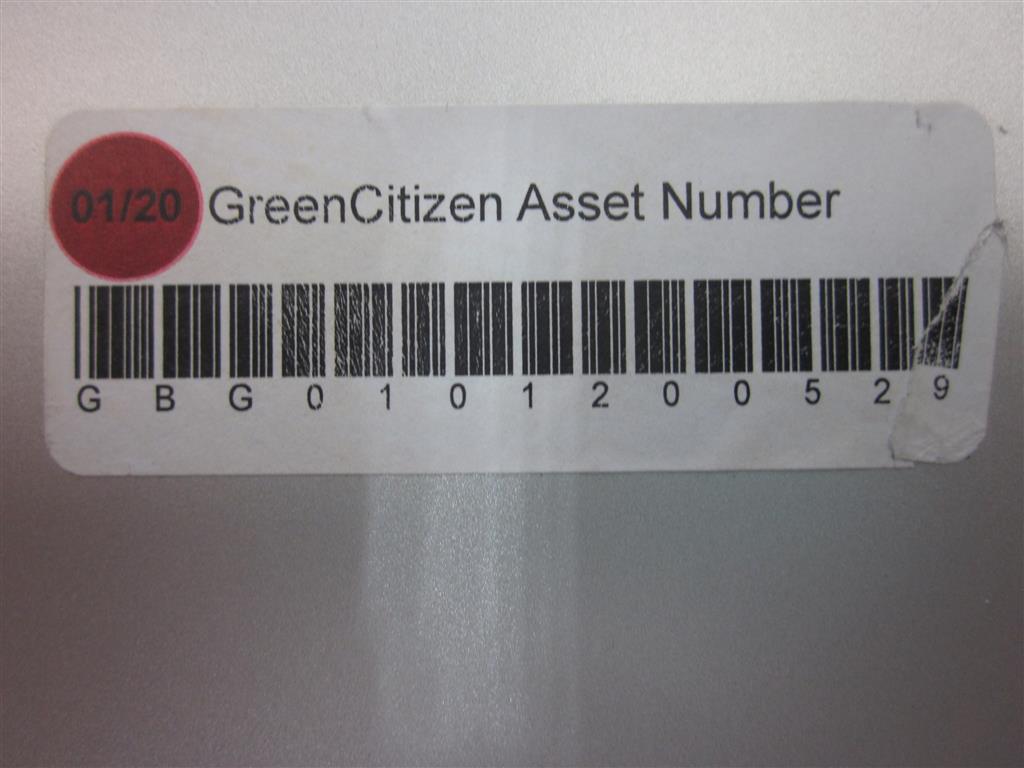 01/20 GreenCitizen Asset Number
G B G 0 1 0 1 2 0 0 5 2 9